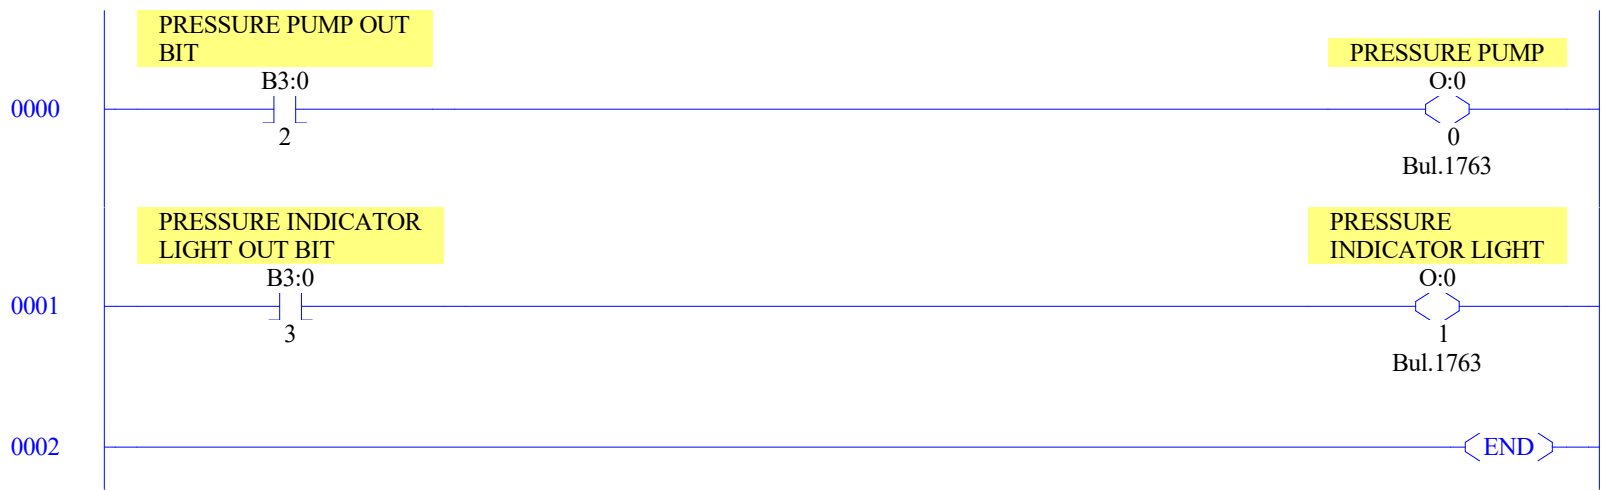 PRESSURE PUMP OUT
BIT
B3:0
2
PRESSURE PUMP
O:0
0
Bul.1763
0000
PRESSURE INDICATOR
LIGHT OUT BIT
B3:0
3
PRESSURE
INDICATOR LIGHT
O:0
1
Bul.1763
0001
0002
END